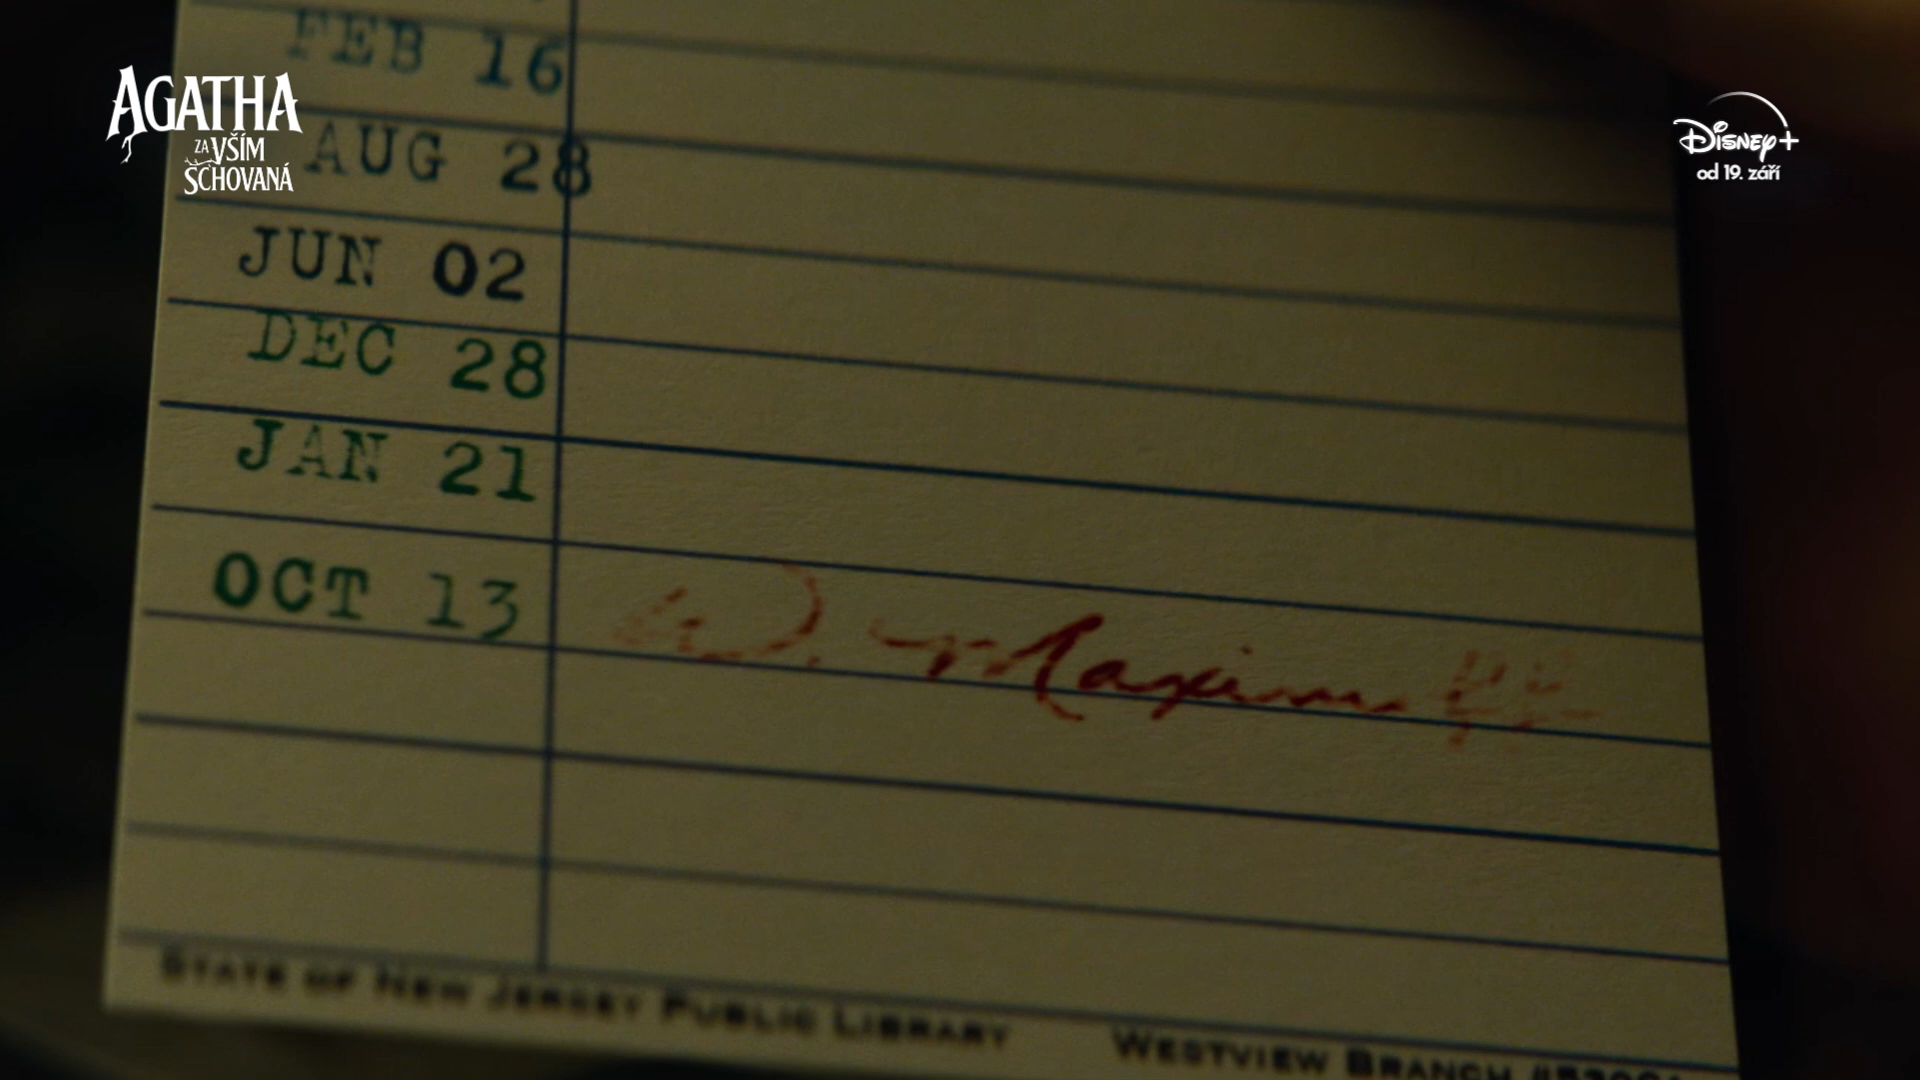 FEB 16
AGATHA
ZA VŠÍM
SCHOVANÁ
Disney+
od 19. září
AUG 28
JUN 02
DEC 28
JAN 21
OCT 13 W. Maximoff
STATE OF NEW JERSEY PUBLIC LIBRARY WESTVIEW BRANCH